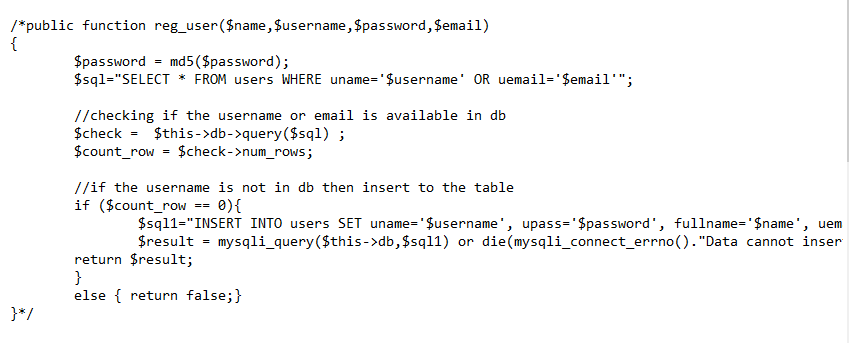 /*public function reg_user($name,$username,$password,$email)
{
$password = md5($password);
$sql="SELECT * FROM users WHERE uname='$username' OR uemail='$email'";
//checking if the username or email is available in db
$check =  $this->db->query($sql) ;
$count_row = $check->num_rows;
//if the username is not in db then insert to the table
if ($count_row == 0){
$sql1="INSERT INTO users SET uname='$username', upass='$password', fullname='$name', uem
$result = mysqli_query($this->db,$sql1) or die(mysqli_connect_errno()."Data cannot inser
return $result;
}
else { return false;}
}*/